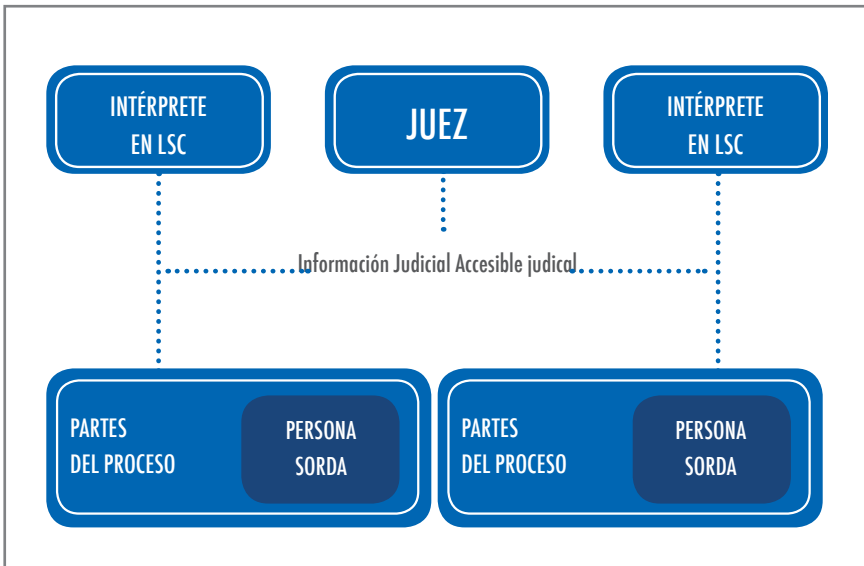 INTÉRPRETE
EN LSC
JUEZ
INTÉRPRETE
EN LSC
Información Judicial Accesible judical
PARTES
DEL PROCESO
PERSONA
SORDA
PARTES
DEL PROCESO
PERSONA
SORDA